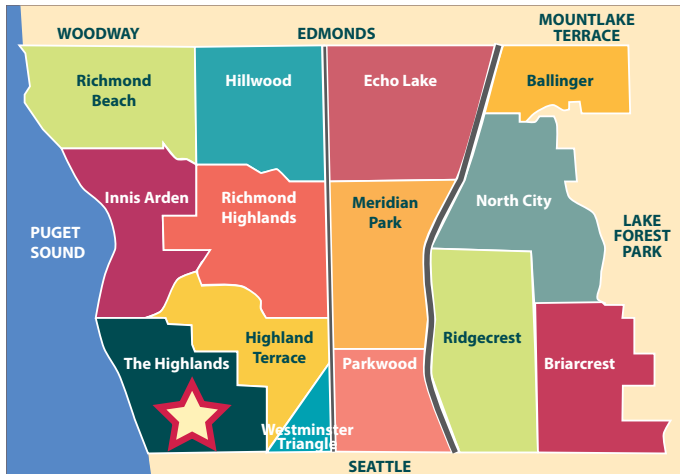 WOODWAY
EDMONDS
MOUNTLAKE
TERRACE
Richmond
Beach
Hillwood
Echo Lake
Ballinger
Innis Arden
Richmond
Highlands
Meridian
Park
North City
PUGET
SOUND
LAKE
FOREST
PARK
Highland
Terrace
Ridgecrest
The Highlands
Parkwood
Briarcrest
Westminster
Triangle
SEATTLE